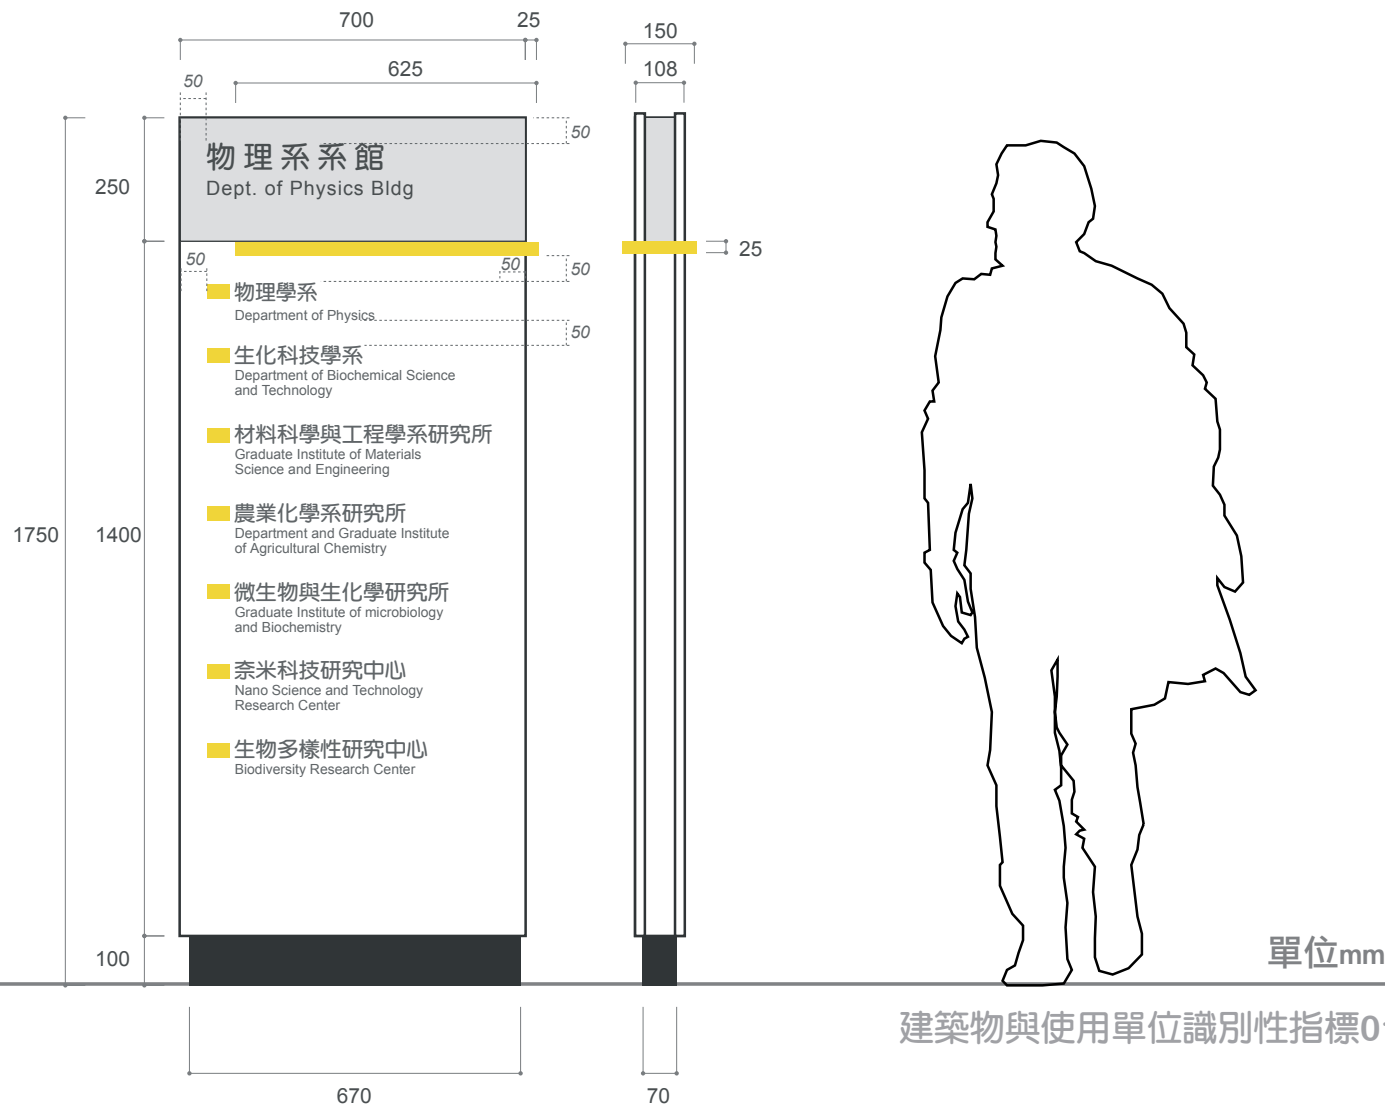 700
25
150
625
108
50
50
物理系系館
Dept. of Physics Bldg
250
25
50
50
50
物理學系
Department of Physics
50
生化科技學系
Department of Biochemical Science
and Technology
材料科學與工程學系研究所
Graduate Institute of Materials
Science and Engineering
農業化學系研究所
Department and Graduate Institute
of Agricultural Chemistry
1750
1400
微生物與生化學研究所
Graduate Institute of microbiology
and Biochemistry
奈米科技研究中心
Nano Science and Technology
Research Center
生物多樣性研究中心
Biodiversity Research Center
100
單位mm
建築物與使用單位識別性指標0
670
70